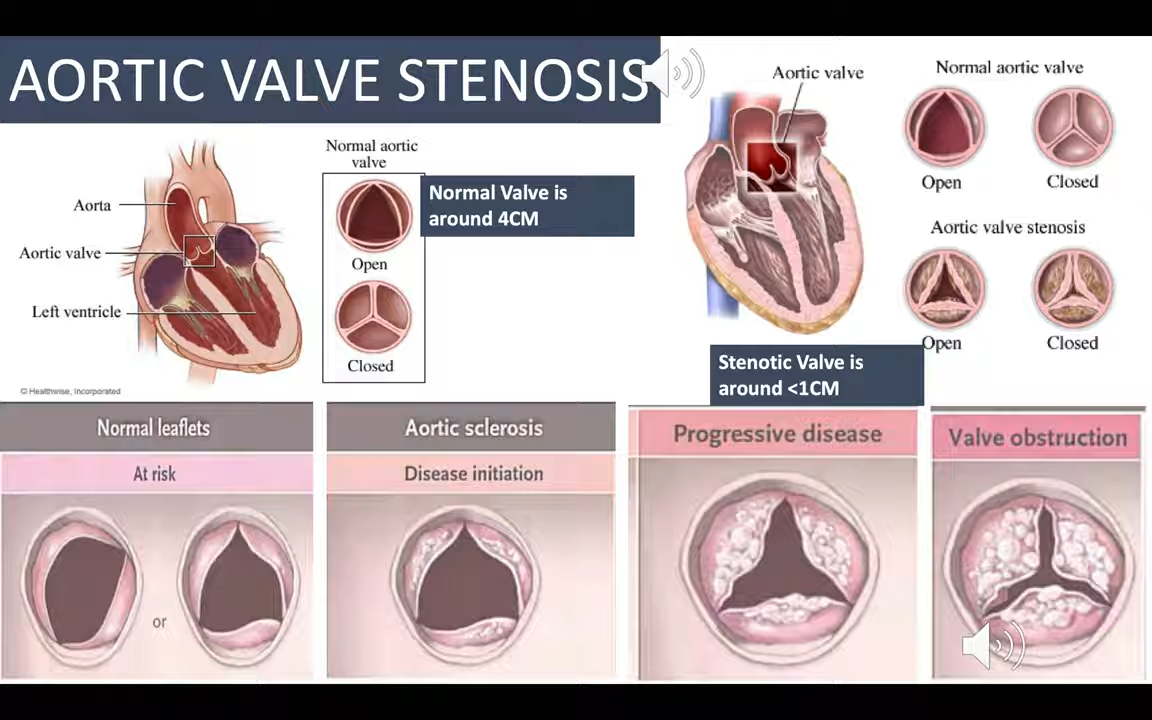 AORTIC VALVE STENOSIS
Normal aortic
valve
Aorta
Aortic valve
Left ventricle
Open
Closed
© Healthwise, Incorporated
Normal Valve is
around 4CM
Aortic valve
Normal aortic valve
Open
Closed
Aortic valve stenosis
Open
Closed
Stenotic Valve is
around <1CM
Normal leaflets
At risk
or
Aortic sclerosis
Disease initiation
Progressive disease
Valve obstruction